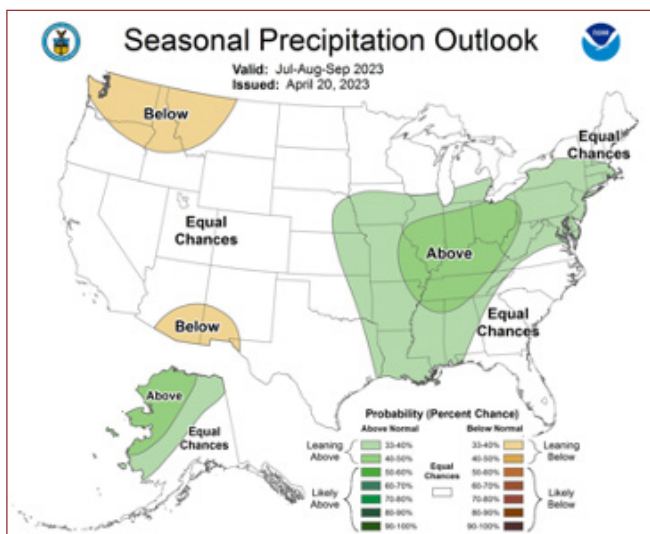 Seasonal Precipitation Outlook
Valid: Jul-Aug-Sep 2023
Issued: April 20, 2023
Below
Equal
Chances
Equal
Chances
Above
Equal
Chances
Below
Above
Equal
Chances
Probability (Percent Chance)
Above Normal
Below Normal
Leaning
Above
33-40%
40-50%
Likely
Above
50-60%
60-70%
70-80%
80-90%
90-100%
Equal
Chances
33-40%
40-50%
Leaning
Below
50-60%
60-70%
70-80%
80-90%
90-100%
Likely
Below